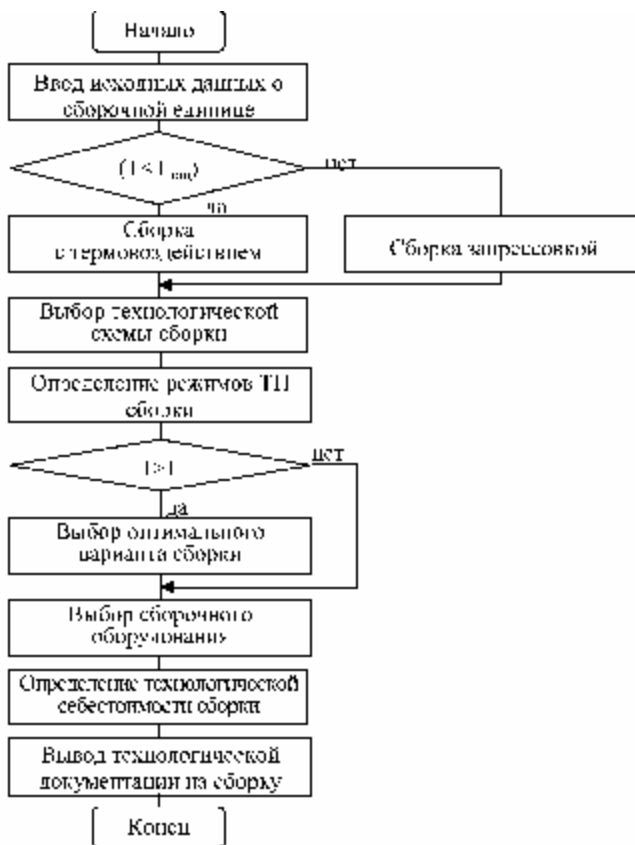 Начало
Ввод исходных данных о
сборочной единице
нет
да
Сборка
с термовоздействием
Сборка запрессовкой
Выбор технологической
схемы сборки
Определение режимов ТП
сборки
нет
да
Выбор оптимального
варианта сборки
Выбор сборочного
оборудования
Определение технологической
себестоимости сборки
Вывод технологической
документации на сборку
Конец